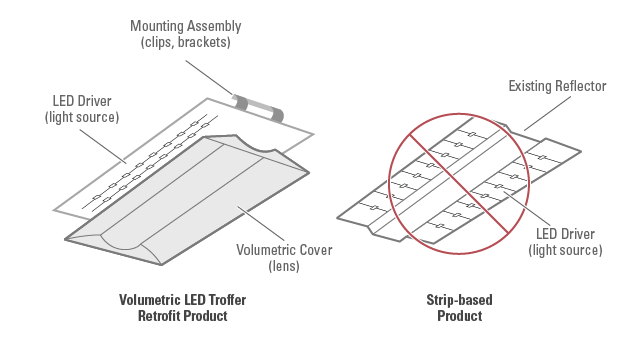 Mounting Assembly
(clips, brackets)
LED Driver
(light source)
Volumetric Cover
(lens)
Volumetric LED Troffer
Retrofit Product
Existing Reflector
LED Driver
(light source)
Strip-based
Product